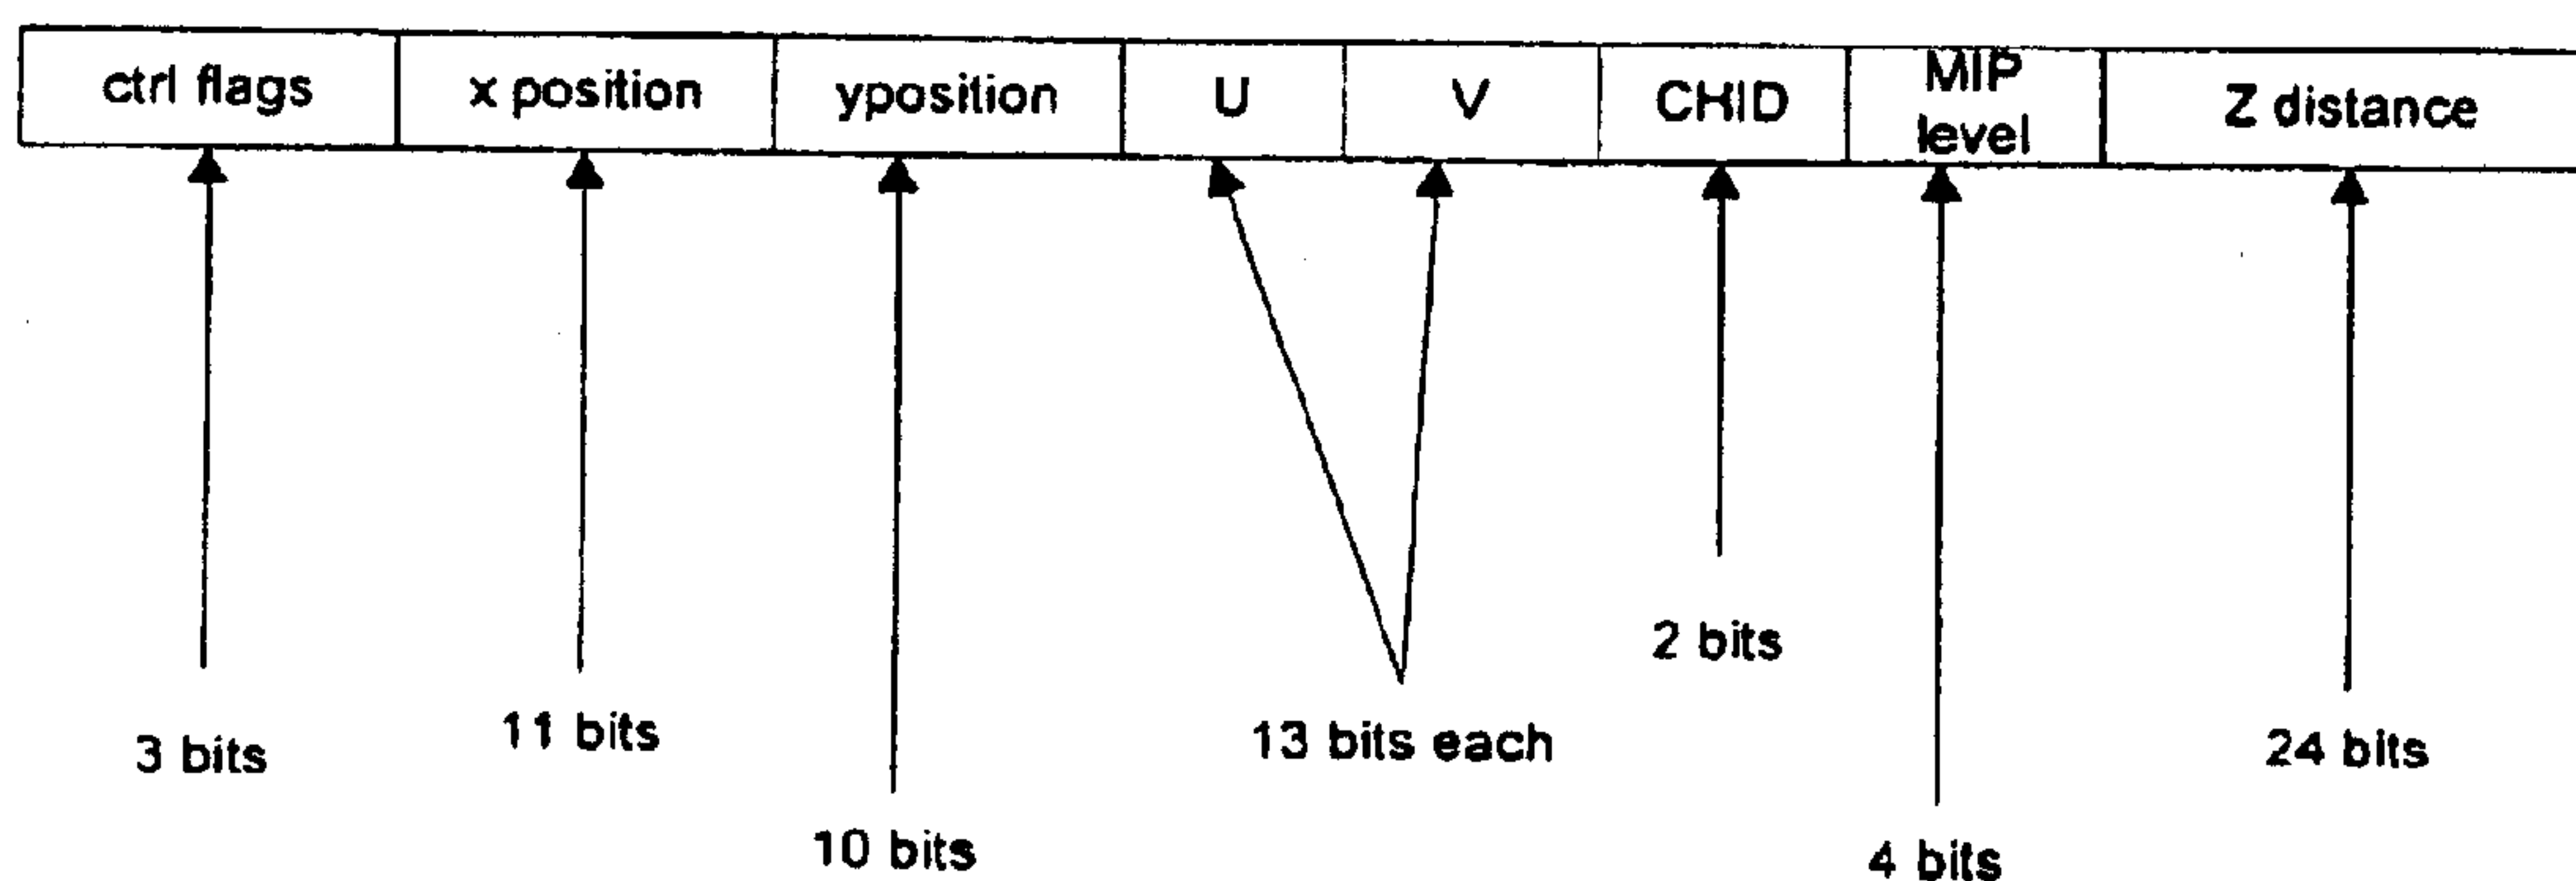 ctrl flags
x position
yposition
U
V
CHID
MIP
level
Z distance
3 bits
11 bits
10 bits
13 bits each
2 bits
4 bits
24 bits